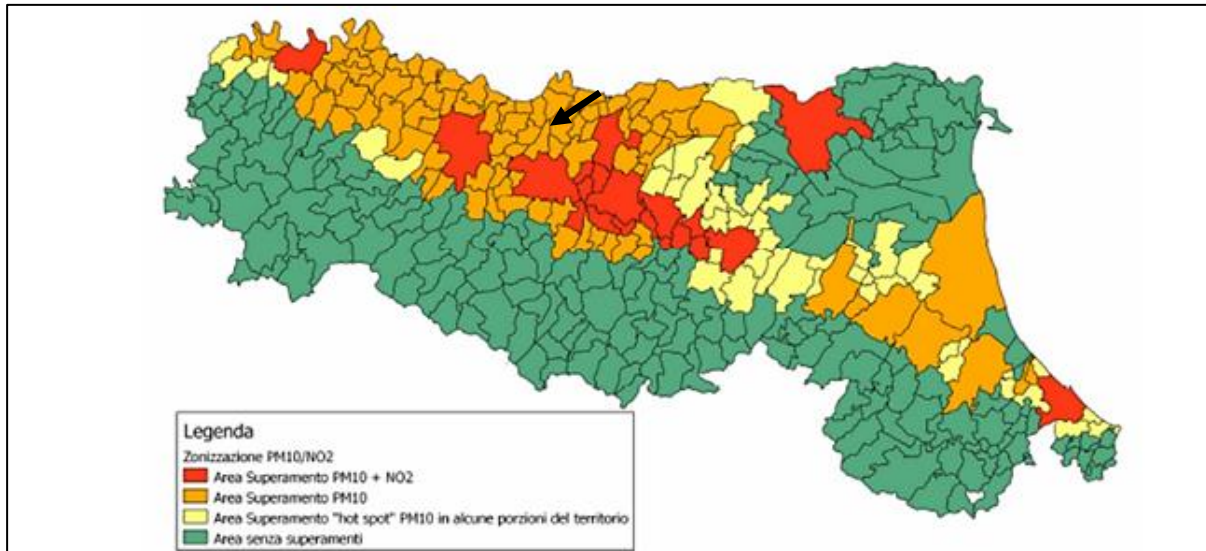 Legenda
Zonizzazione PM10/NO2
Area Superamento PM10 + NO2
Area Superamento PM10
Area Superamento "hot spot" PM10 in alcune porzioni del territorio
Area senza superamenti